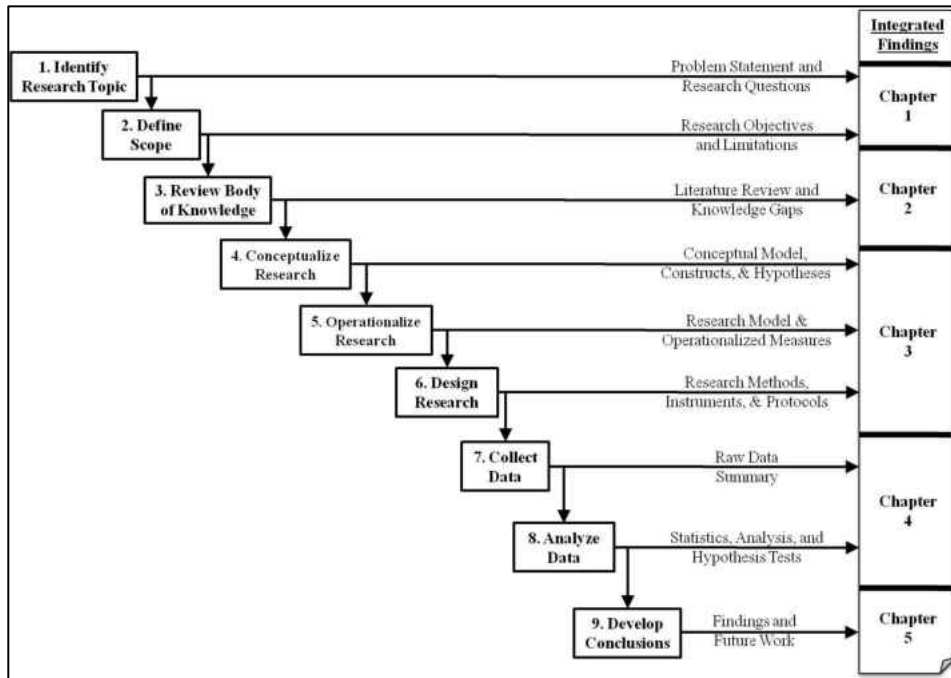 Integrated
Findings
1. Identify
Research Topic
Problem Statement and
Research Questions
Chapter
1
2. Define
Scope
Research Objectives
and Limitations
3. Review Body
of Knowledge
Literature Review and
Knowledge Gaps
Chapter
2
4. Conceptualize
Research
Conceptual Model,
Constructs, & Hypotheses
5. Operationalize
Research
Research Model &
Operationalized Measures
Chapter
3
6. Design
Research
Research Methods,
Instruments, & Protocols
7. Collect
Data
Raw Data
Summary
Chapter
4
8. Analyze
Data
Statistics, Analysis, and
Hypothesis Tests
9. Develop
Conclusions
Findings and
Future Work
Chapter
5